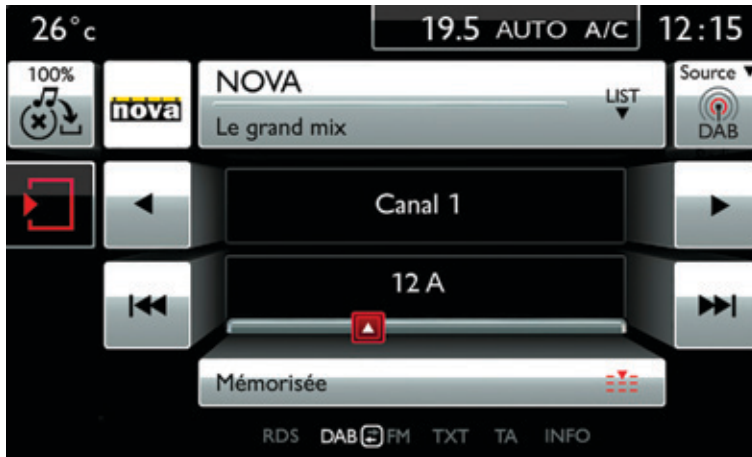 26°c 19.5 AUTO A/C 12:15
100%
nova
NOVA
Le grand mix
LIST
Source
DAB
Canal 1
12 A
Mémorisée
RDS DAB FM TXT TA INFO